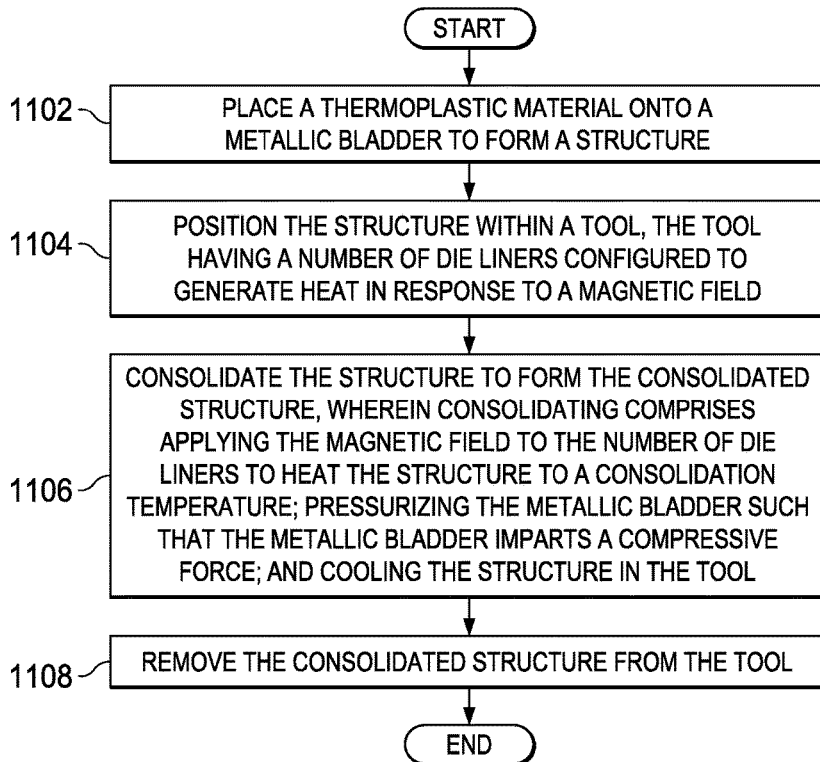 START
1102
PLACE A THERMOPLASTIC MATERIAL ONTO A
METALLIC BLADDER TO FORM A STRUCTURE
1104
POSITION THE STRUCTURE WITHIN A TOOL, THE TOOL
HAVING A NUMBER OF DIE LINERS CONFIGURED TO
GENERATE HEAT IN RESPONSE TO A MAGNETIC FIELD
1106
CONSOLIDATE THE STRUCTURE TO FORM THE CONSOLIDATED
STRUCTURE, WHEREIN CONSOLIDATING COMPRISES
APPLYING THE MAGNETIC FIELD TO THE NUMBER OF DIE
LINERS TO HEAT THE STRUCTURE TO A CONSOLIDATION
TEMPERATURE; PRESSURIZING THE METALLIC BLADDER SUCH
THAT THE METALLIC BLADDER IMPARTS A COMPRESSIVE
FORCE; AND COOLING THE STRUCTURE IN THE TOOL
1108
REMOVE THE CONSOLIDATED STRUCTURE FROM THE TOOL
END